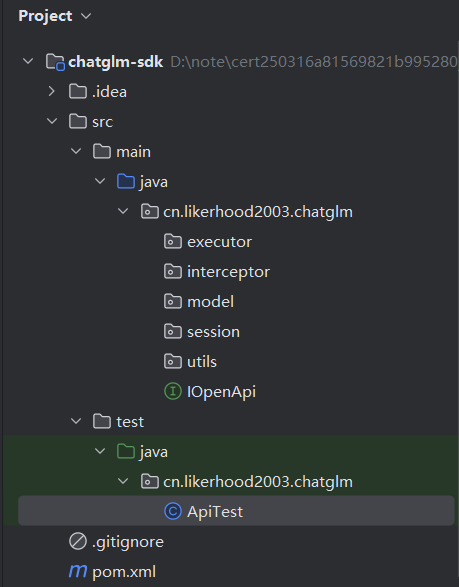 Project
chatglm-sdk D:\note\cert250316a81569821b995280
.idea
src
main
java
cn.likerhood2003.chatglm
executor
interceptor
model
session
utils
IOpenApi
test
java
cn.likerhood2003.chatglm
ApiTest
.gitignore
pom.xml